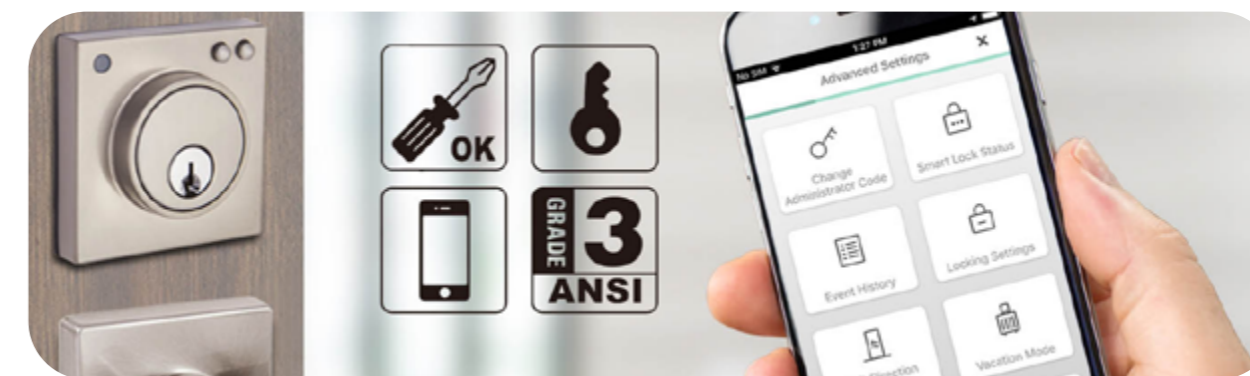 OK
GRADE
3
ANSI
No SIM
1:27 PM
Advanced Settings
Change
Administrator Code
Smart Lock Status
Event History
Locking Settings
Direction
Vacation Mode